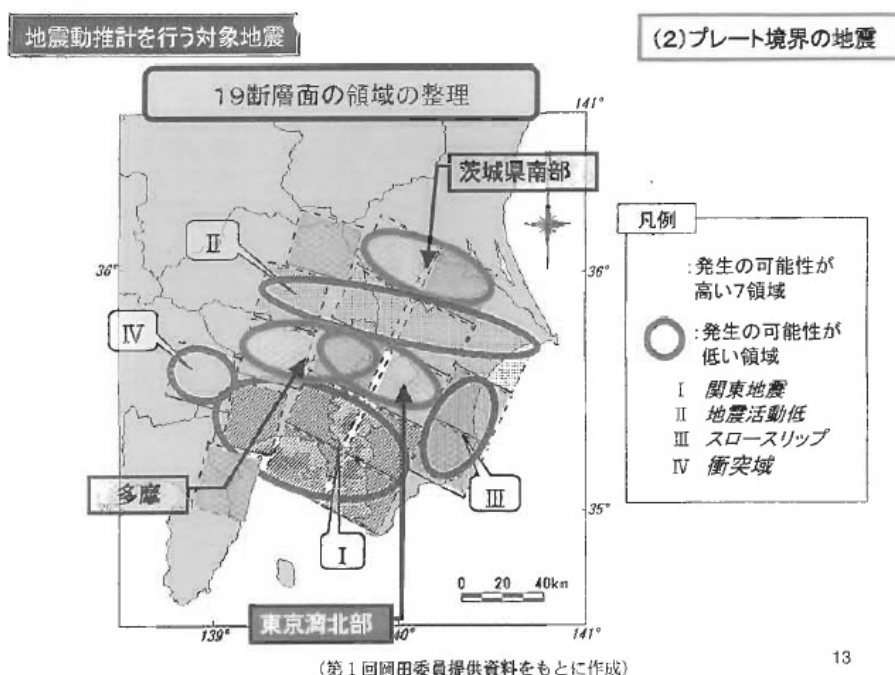 地震動推計を行う対象地震
(2)プレート境界の地震
19断層面の領域の整理
141°
茨城県南部
凡例
Ⅱ
36°
36°
:発生の可能性が
高い7領域
Ⅳ
:発生の可能性が
低い領域
Ⅰ 関東地震
Ⅱ 地震活動低
Ⅲ スロースリップ
Ⅳ 衝突域
多摩
Ⅲ
35°
Ⅰ
0 20 40km
東京湾北部
139°
140°
141°
(第1回岡田委員提供資料をもとに作成)
13